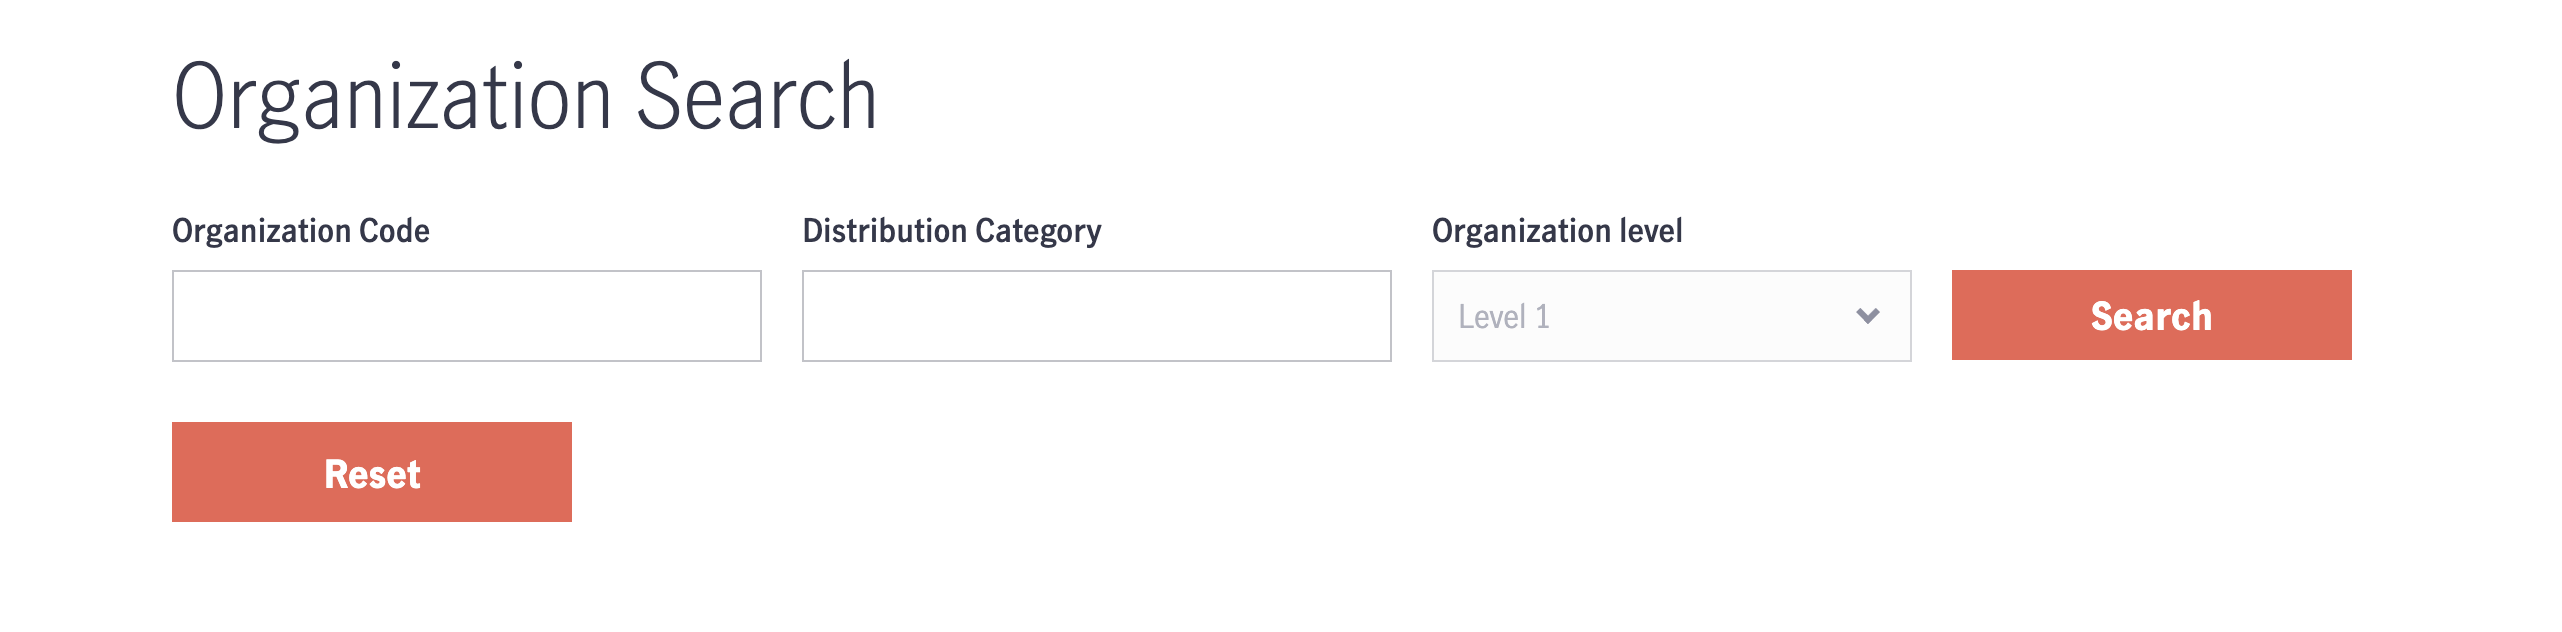 Organization Search
Organization Code
Distribution Category
Organization level
Level 1
Search
Reset